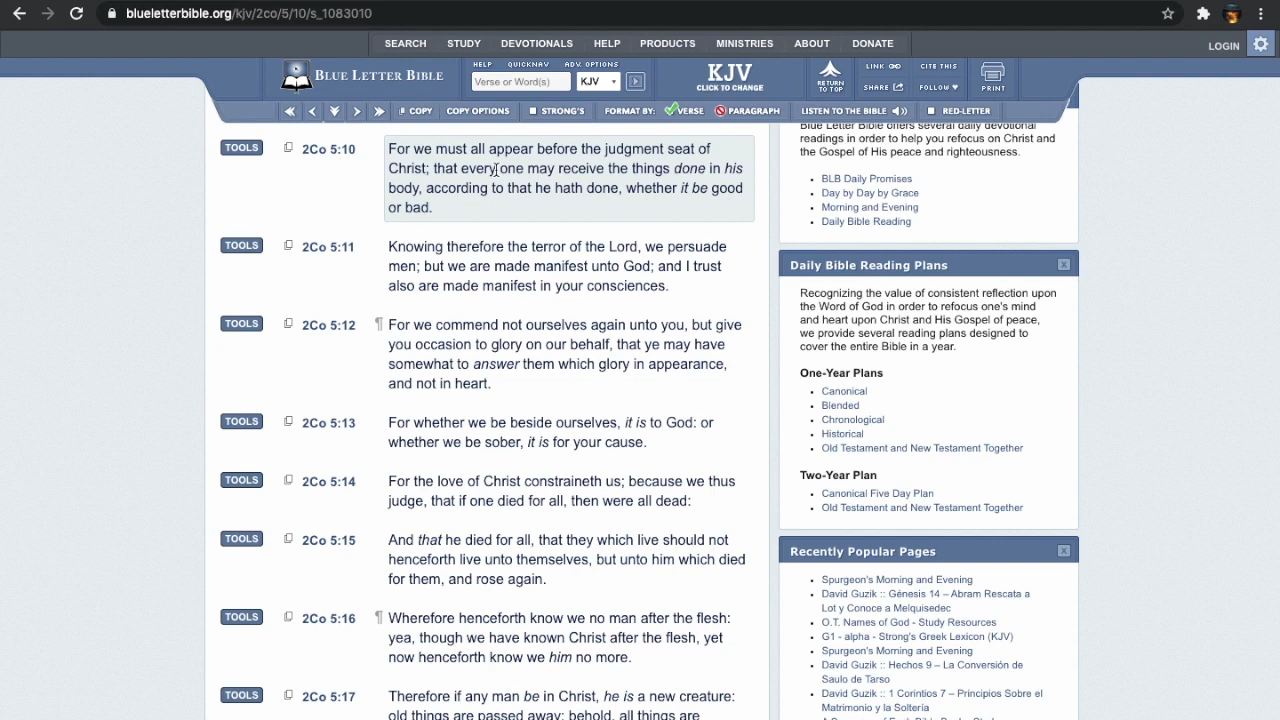 blueletterbible.org/kjv/2co/5/10/s_1083010
SEARCH STUDY DEVOTIONALS HELP PRODUCTS MINISTRIES ABOUT DONATE
LOGIN
BLUE LETTER BIBLE
HELP QUICKNAV ADV. OPTIONS
Verse or Word(s) KJV
KJV
CLICK TO CHANGE
RETURN
TO TOP
LINK CITE THIS
SHARE FOLLOW
PRINT
COPY COPY OPTIONS STRONG'S FORMAT BY: VERSE PARAGRAPH LISTEN TO THE BIBLE RED-LETTER
TOOLS 2Co 5:10 For we must all appear before the judgment seat of
Christ; that every one may receive the things done in his
body, according to that he hath done, whether it be good
or bad.
TOOLS 2Co 5:11 Knowing therefore the terror of the Lord, we persuade
men; but we are made manifest unto God; and I trust
also are made manifest in your consciences.
TOOLS 2Co 5:12 ¶ For we commend not ourselves again unto you, but give
you occasion to glory on our behalf, that ye may have
somewhat to answer them which glory in appearance,
and not in heart.
TOOLS 2Co 5:13 For whether we be beside ourselves, it is to God: or
whether we be sober, it is for your cause.
TOOLS 2Co 5:14 For the love of Christ constraineth us; because we thus
judge, that if one died for all, then were all dead:
TOOLS 2Co 5:15 And that he died for all, that they which live should not
henceforth live unto themselves, but unto him which died
for them, and rose again.
TOOLS 2Co 5:16 ¶ Wherefore henceforth know we no man after the flesh:
yea, though we have known Christ after the flesh, yet
now henceforth know we him no more.
TOOLS 2Co 5:17 Therefore if any man be in Christ, he is a new creature:
old things are passed away; behold, all things are
Blue Letter Bible offers several daily devotional
readings in order to help you refocus on Christ and
the Gospel of His peace and righteousness.
BLB Daily Promises
Day by Day by Grace
Morning and Evening
Daily Bible Reading
Daily Bible Reading Plans
Recognizing the value of consistent reflection upon
the Word of God in order to refocus one's mind
and heart upon Christ and His Gospel of peace,
we provide several reading plans designed to
cover the entire Bible in a year.
One-Year Plans
Canonical
Blended
Chronological
Historical
Old Testament and New Testament Together
Two-Year Plan
Canonical Five Day Plan
Old Testament and New Testament Together
Recently Popular Pages
Spurgeon's Morning and Evening
David Guzik :: Génesis 14 – Abram Rescata a
Lot y Conoce a Melquisedec
O.T. Names of God - Study Resources
G1 - alpha - Strong's Greek Lexicon (KJV)
Spurgeon's Morning and Evening
David Guzik :: Hechos 9 – La Conversión de
Saulo de Tarso
David Guzik :: 1 Corintios 7 – Principios Sobre el
Matrimonio y la Soltería